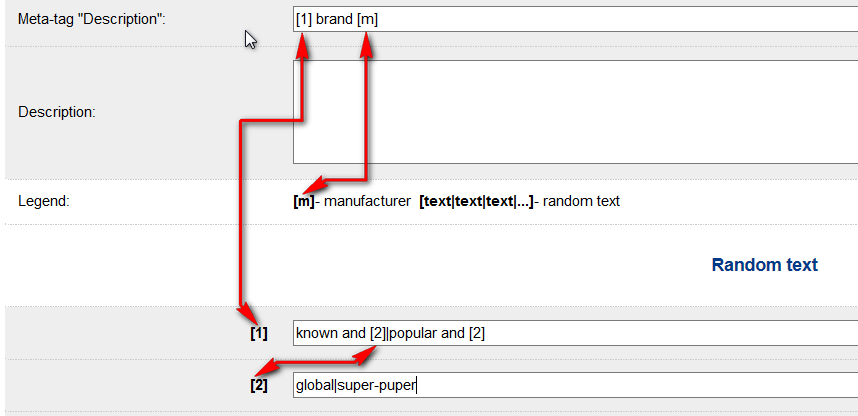 Meta-tag "Description": [1] brand [m]
Description:
Legend: [m]- manufacturer [text|text|text|...]- random text
Random text
[1] known and [2]|popular and [2]
[2] global|super-puper